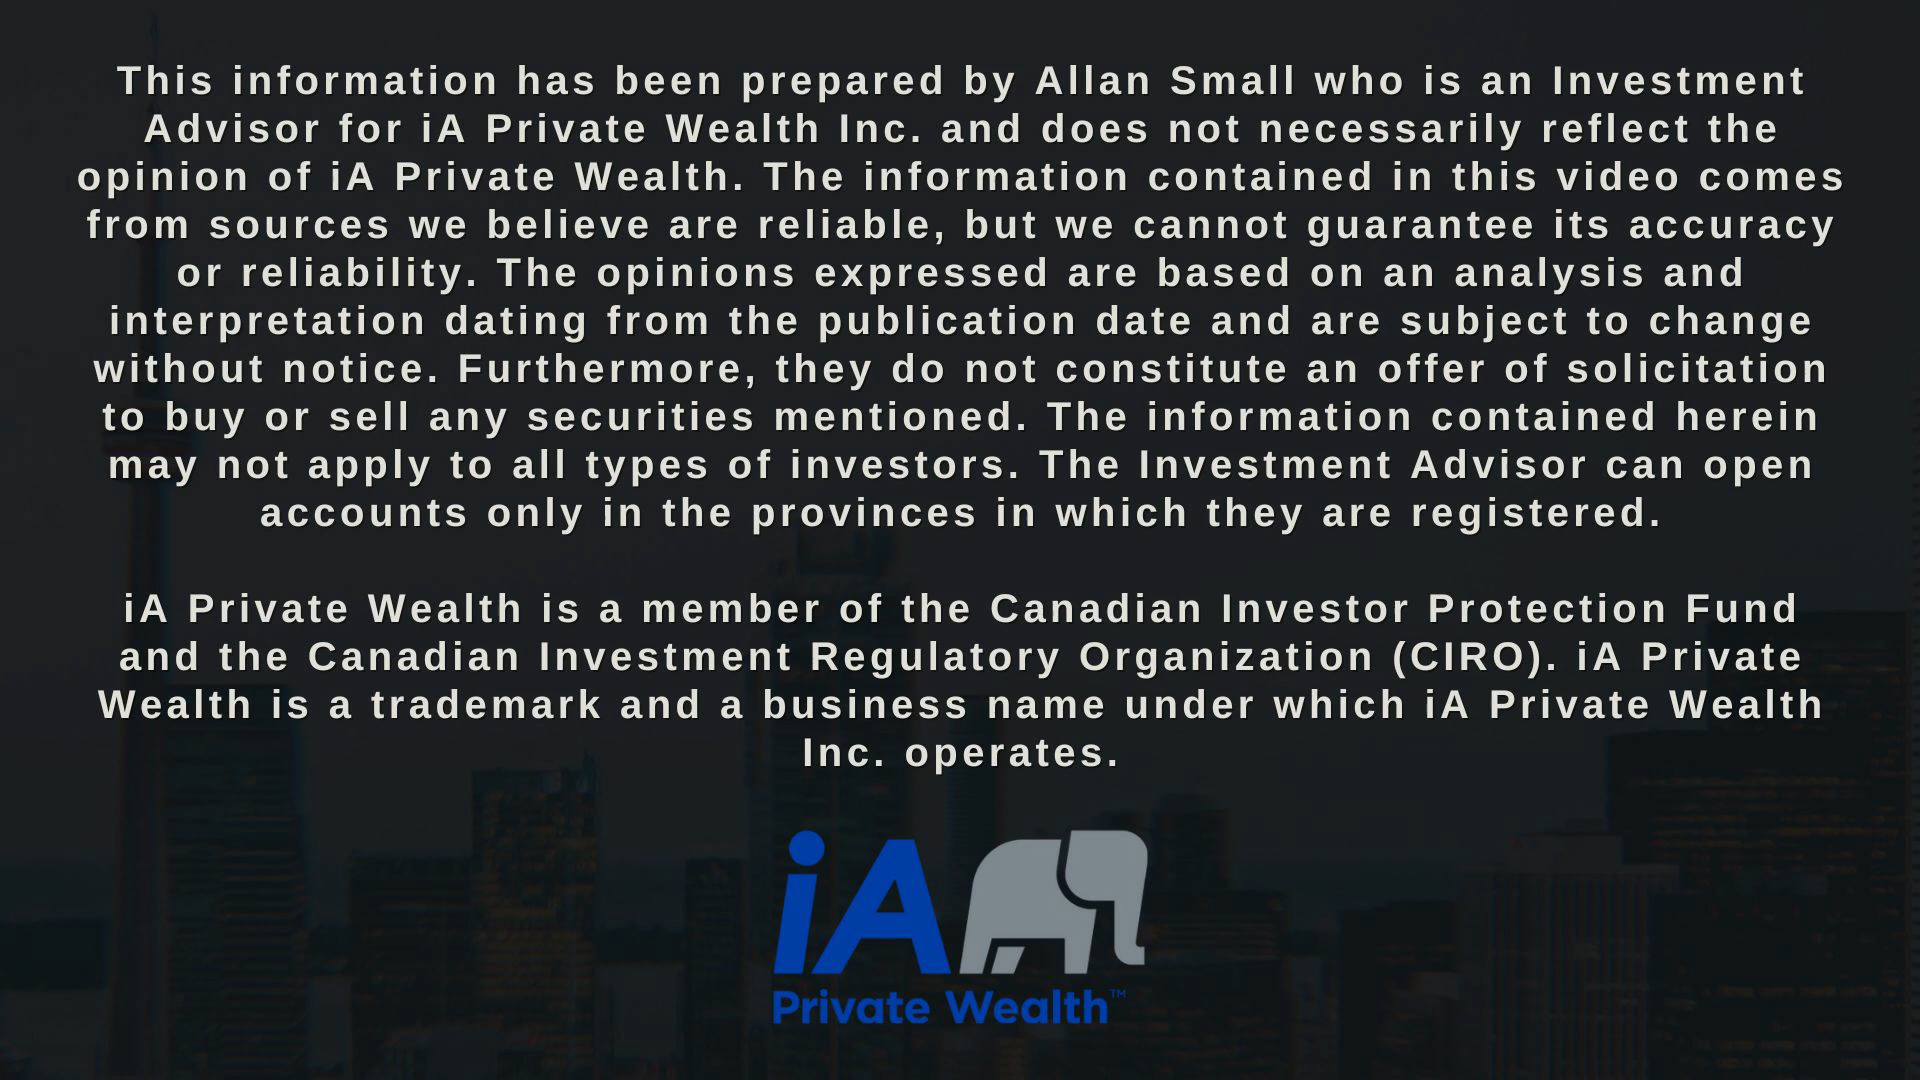 This information has been prepared by Allan Small who is an Investment
Advisor for iA Private Wealth Inc. and does not necessarily reflect the
opinion of iA Private Wealth. The information contained in this video comes
from sources we believe are reliable, but we cannot guarantee its accuracy
or reliability. The opinions expressed are based on an analysis and
interpretation dating from the publication date and are subject to change
without notice. Furthermore, they do not constitute an offer of solicitation
to buy or sell any securities mentioned. The information contained herein
may not apply to all types of investors. The Investment Advisor can open
accounts only in the provinces in which they are registered.
iA Private Wealth is a member of the Canadian Investor Protection Fund
and the Canadian Investment Regulatory Organization (CIRO). iA Private
Wealth is a trademark and a business name under which iA Private Wealth
Inc. operates.
iA
Private Wealth™